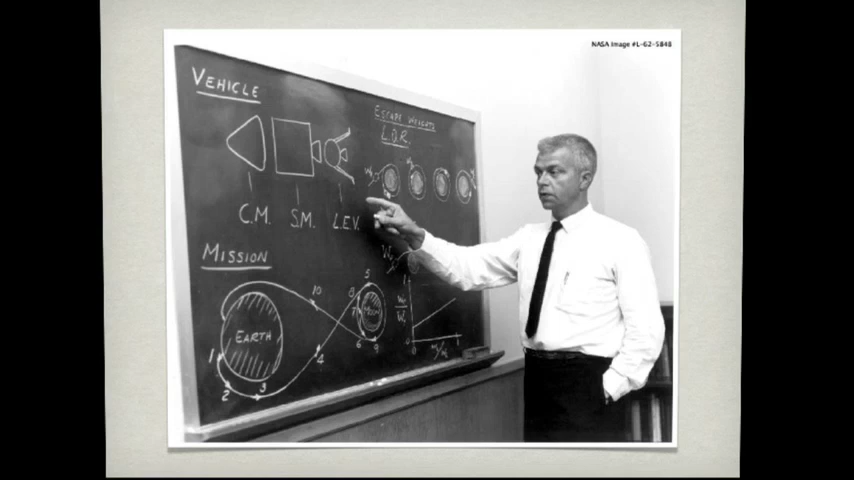 NASA Image #L-62-5848
VEHICLE
ESCAPE WEIGHTS
L.O.R.
C.M. S.M. L.E.V.
MISSION
EARTH
MOON
1
2
3
4
5
6
7
8
9
10
0